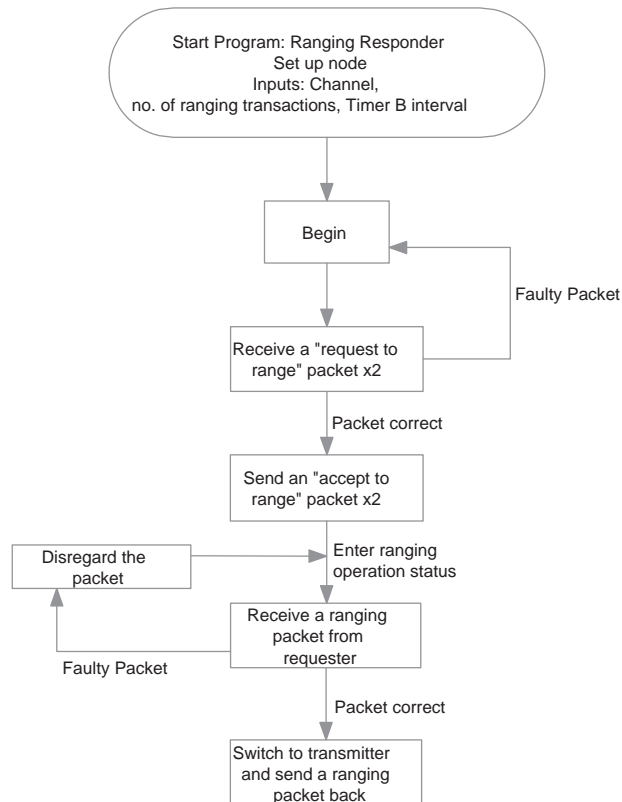 Start Program: Ranging Responder
Set up node
Inputs: Channel,
no. of ranging transactions, Timer B interval
Begin
Faulty Packet
Receive a "request to
range" packet x2
Packet correct
Send an "accept to
range" packet x2
Enter ranging
operation status
Disregard the
packet
Receive a ranging
packet from
requester
Faulty Packet
Packet correct
Switch to transmitter
and send a ranging
packet back